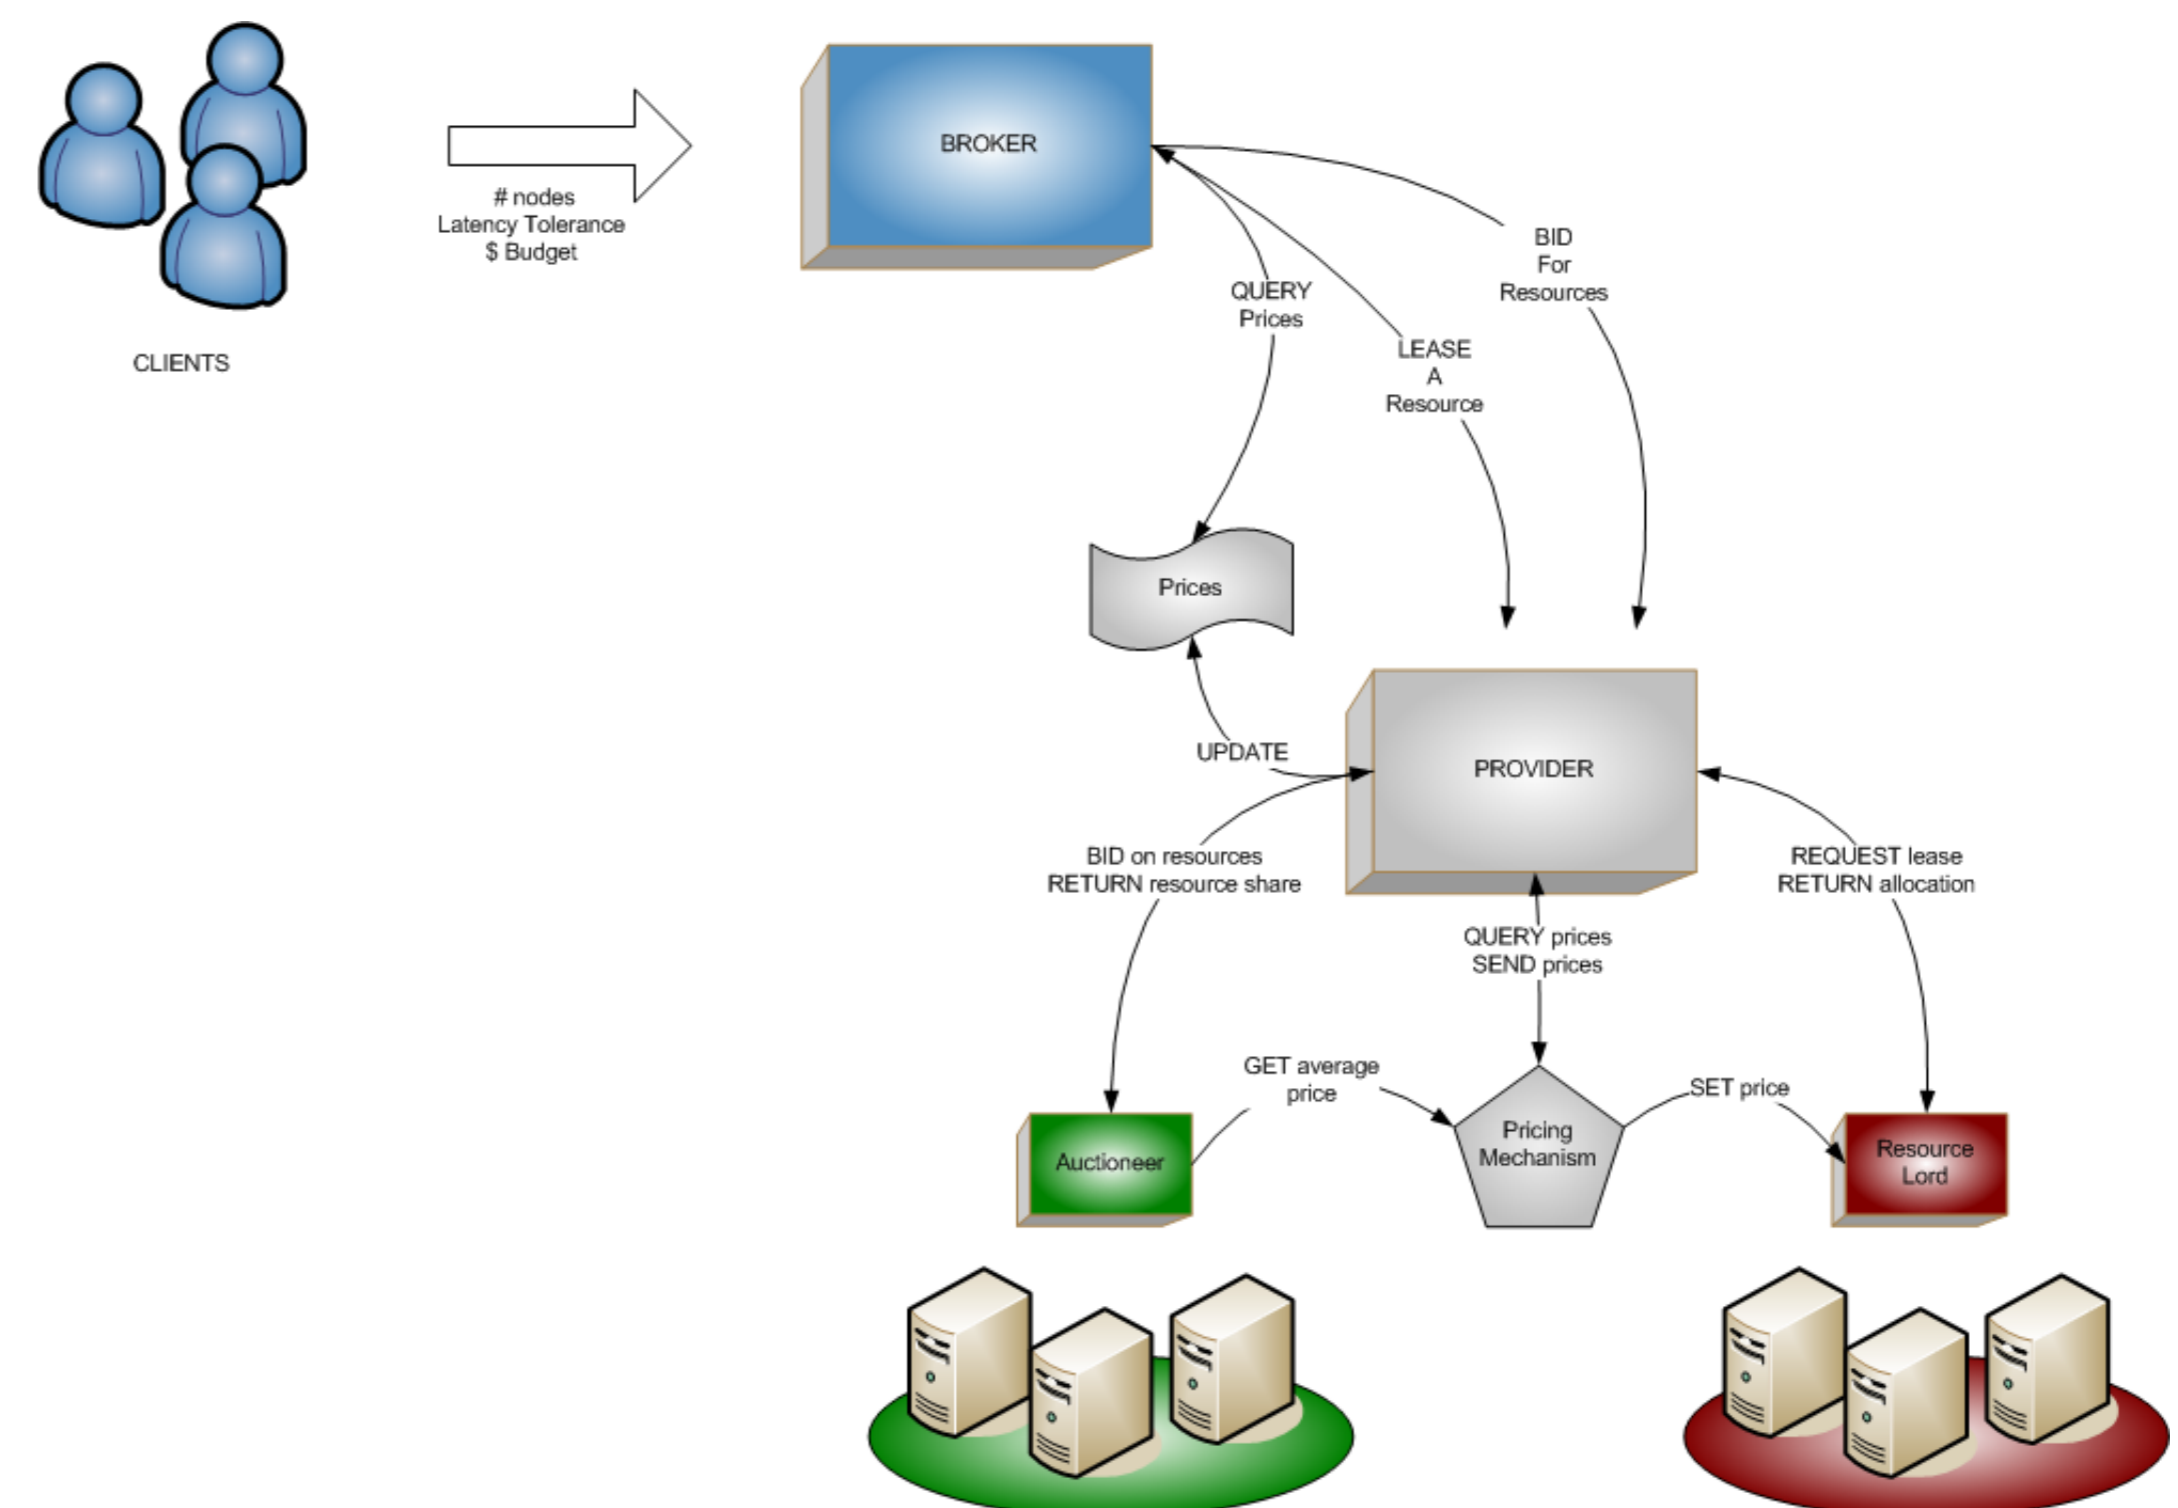 BROKER
# nodes
Latency Tolerance
$ Budget
CLIENTS
BID
For
Resources
QUERY
Prices
LEASE
A
Resource
Prices
UPDATE
PROVIDER
BID on resources
RETURN resource share
REQUEST lease
RETURN allocation
QUERY prices
SEND prices
GET average
price
SET price
Auctioneer
Pricing
Mechanism
Resource
Lord